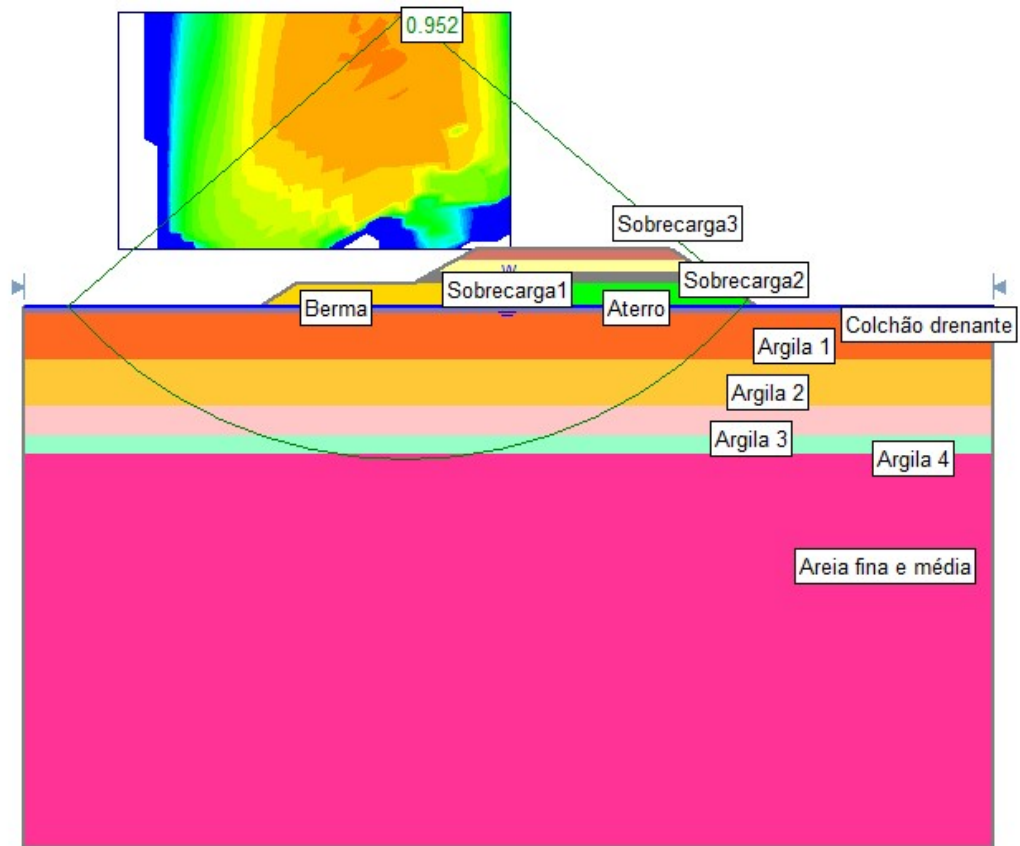 0.952
Sobrecarga3
Sobrecarga2
Sobrecarga1
W
Berma
Aterro
Colchão drenante
Argila 1
Argila 2
Argila 3
Argila 4
Areia fina e média